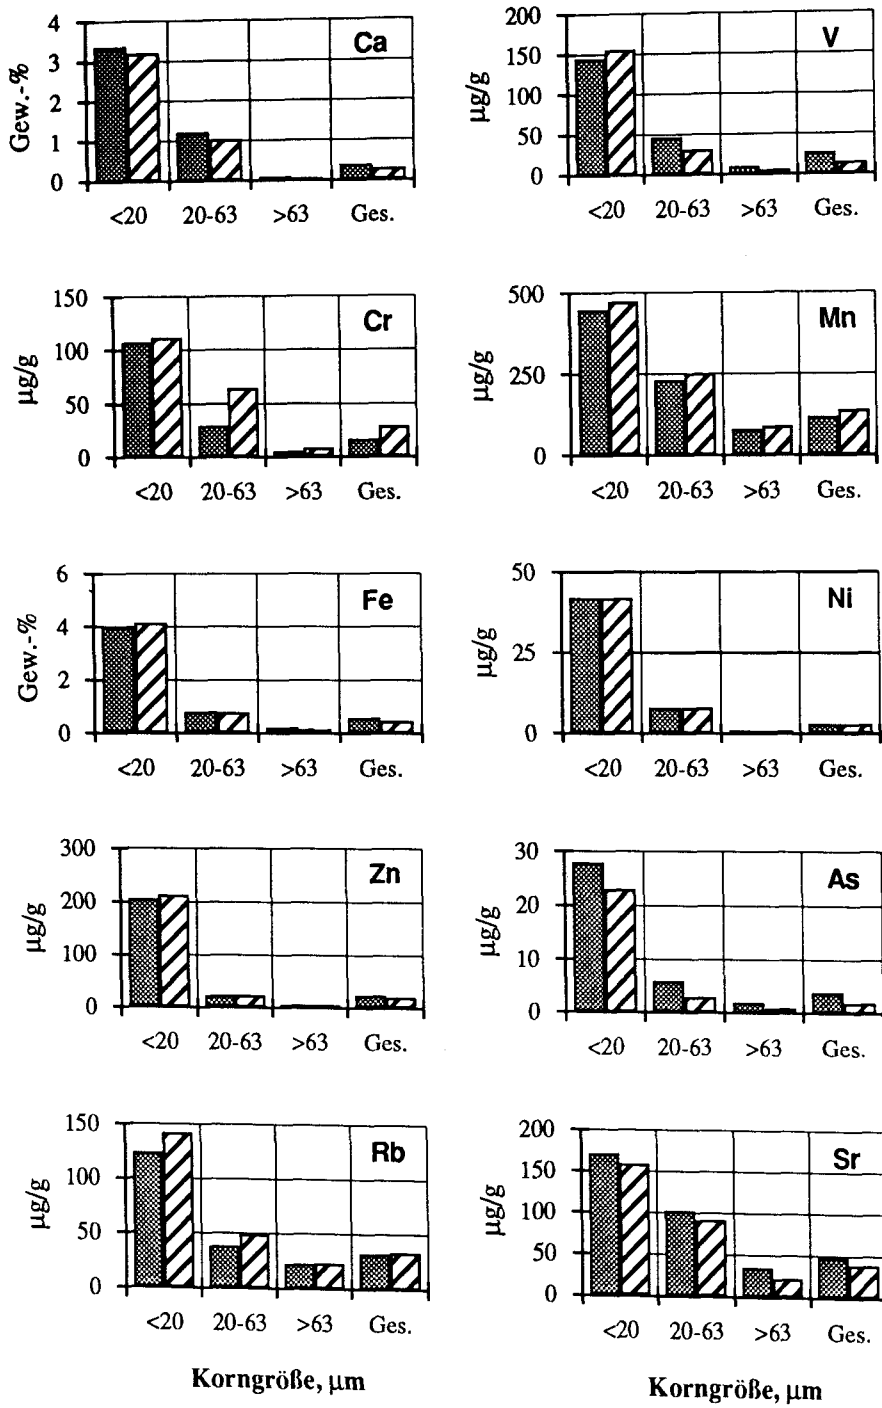 Ca
Gew.-%
4
3
2
1
0
<20 20-63 >63 Ges.
V
µg/g
200
150
100
50
0
<20 20-63 >63 Ges.
Cr
µg/g
150
100
50
0
<20 20-63 >63 Ges.
Mn
µg/g
500
250
0
<20 20-63 >63 Ges.
Fe
Gew.-%
6
4
2
0
<20 20-63 >63 Ges.
Ni
µg/g
50
25
0
<20 20-63 >63 Ges.
Zn
µg/g
300
200
100
0
<20 20-63 >63 Ges.
As
µg/g
30
20
10
0
<20 20-63 >63 Ges.
Rb
µg/g
150
100
50
0
<20 20-63 >63 Ges.
Korngröße, µm
Sr
µg/g
200
150
100
50
0
<20 20-63 >63 Ges.
Korngröße, µm